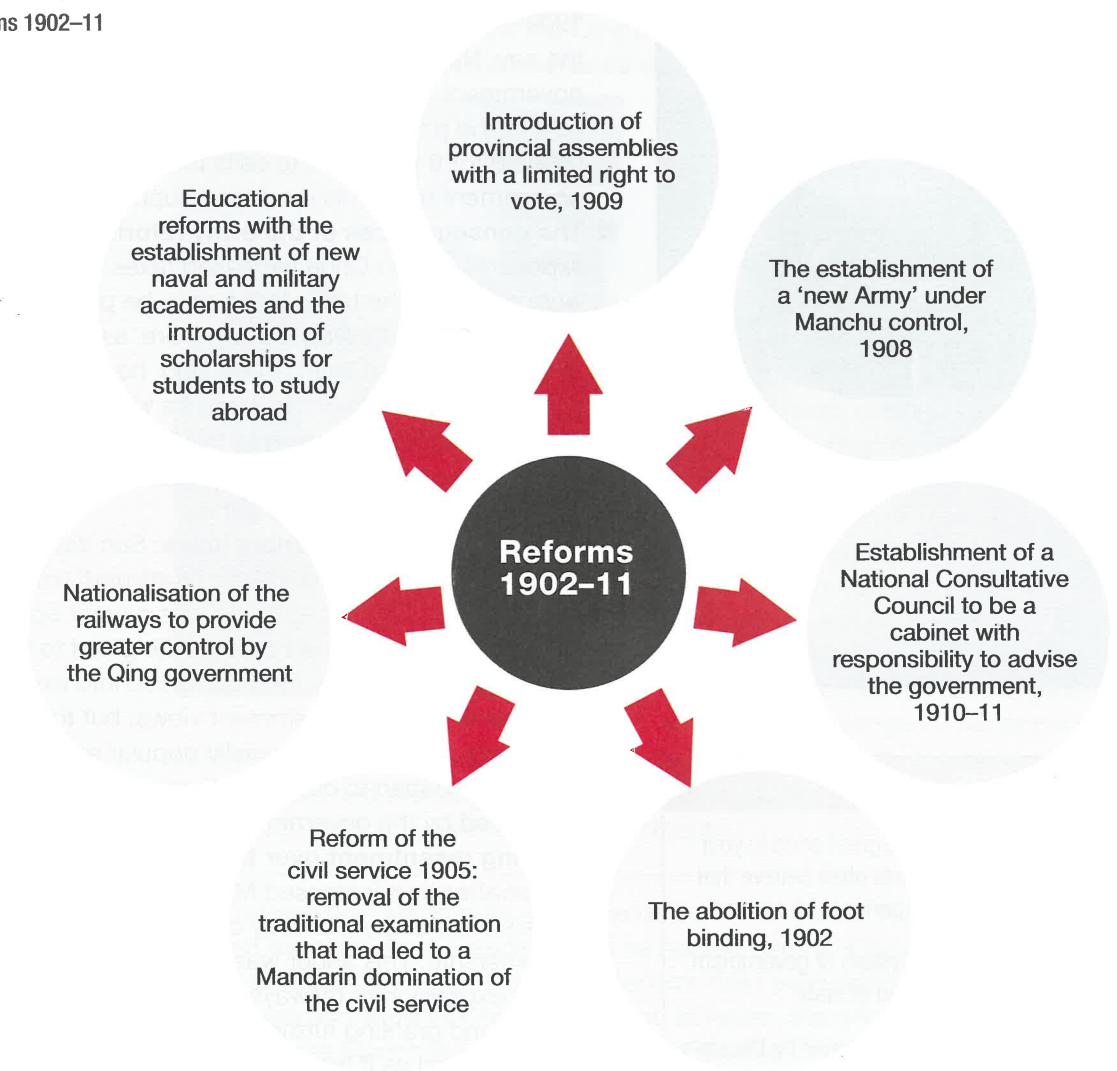 ns 1902–11
Introduction of
provincial assemblies
with a limited right to
vote, 1909
The establishment of
a ‘new Army’ under
Manchu control,
1908
Establishment of a
National Consultative
Council to be a
cabinet with
responsibility to advise
the government,
1910–11
The abolition of foot
binding, 1902
Reform of the
civil service 1905:
removal of the
traditional examination
that had led to a
Mandarin domination of
the civil service
Nationalisation of the
railways to provide
greater control by
the Qing government
Educational
reforms with the
establishment of new
naval and military
academies and the
introduction of
scholarships for
students to study
abroad
Reforms
1902–11